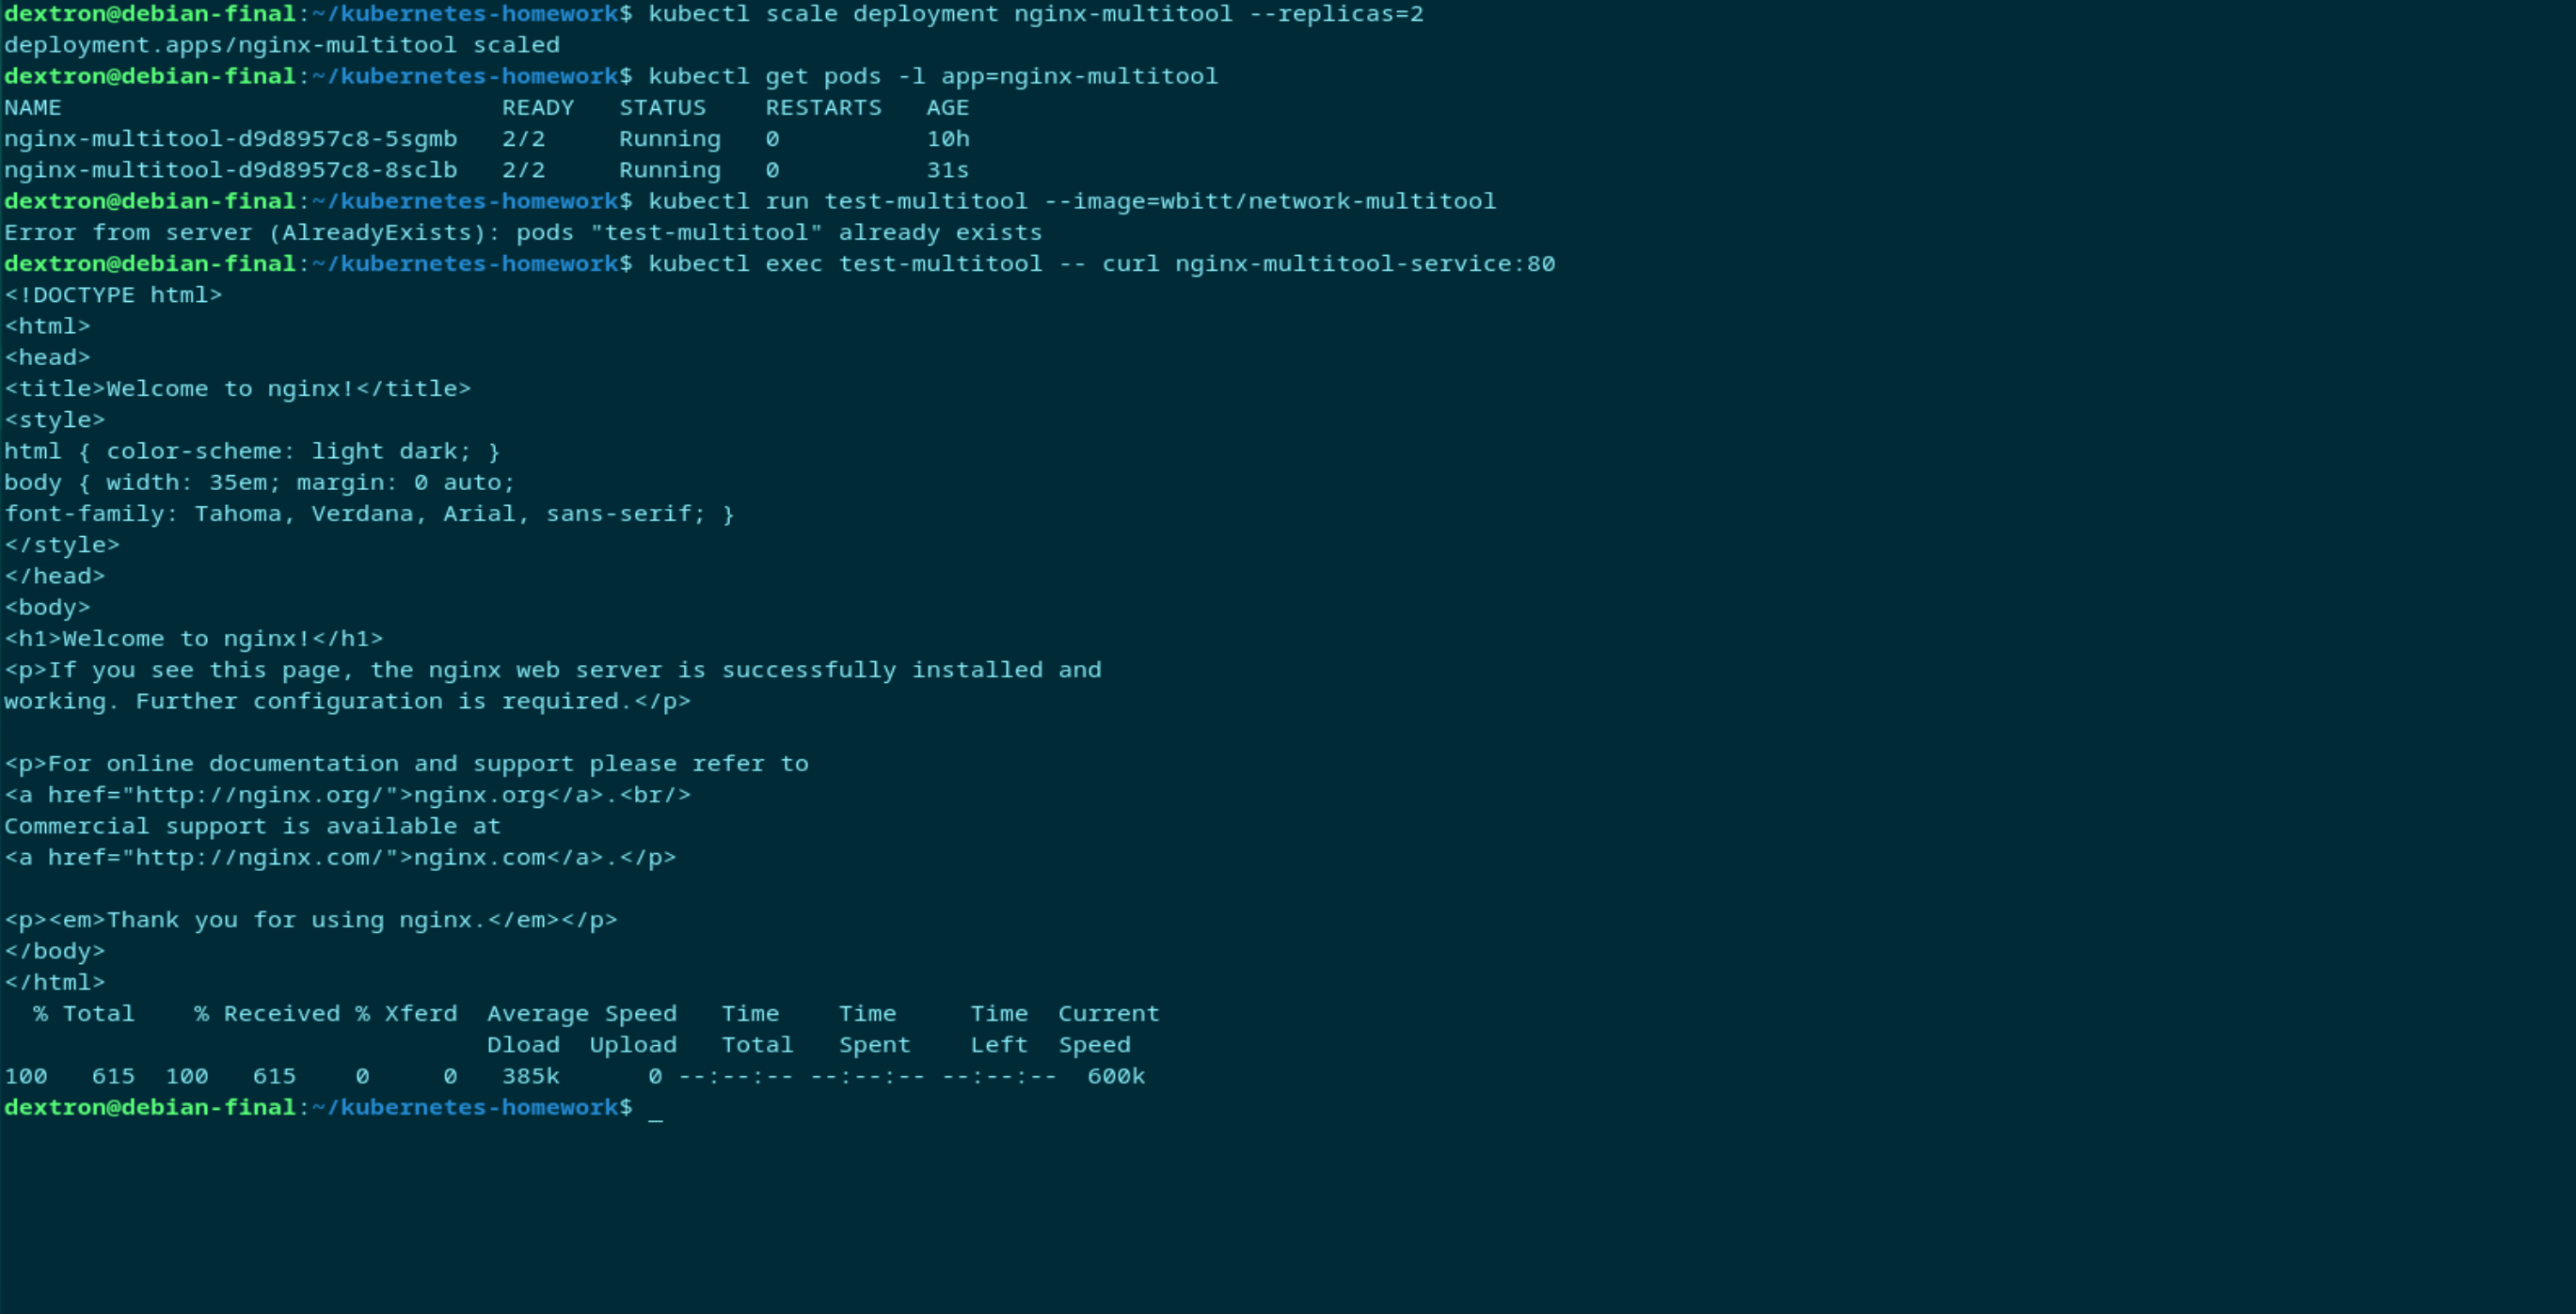 dextron@debian-final:~/kubernetes-homework$ kubectl scale deployment nginx-multitool --replicas=2
deployment.apps/nginx-multitool scaled
dextron@debian-final:~/kubernetes-homework$ kubectl get pods -l app=nginx-multitool
NAME                              READY   STATUS    RESTARTS   AGE
nginx-multitool-d9d8957c8-5sgmb   2/2     Running   0          10h
nginx-multitool-d9d8957c8-8sclb   2/2     Running   0          31s
dextron@debian-final:~/kubernetes-homework$ kubectl run test-multitool --image=wbitt/network-multitool
Error from server (AlreadyExists): pods "test-multitool" already exists
dextron@debian-final:~/kubernetes-homework$ kubectl exec test-multitool -- curl nginx-multitool-service:80
<!DOCTYPE html>
<html>
<head>
<title>Welcome to nginx!</title>
<style>
html { color-scheme: light dark; }
body { width: 35em; margin: 0 auto;
font-family: Tahoma, Verdana, Arial, sans-serif; }
</style>
</head>
<body>
<h1>Welcome to nginx!</h1>
<p>If you see this page, the nginx web server is successfully installed and
working. Further configuration is required.</p>

<p>For online documentation and support please refer to
<a href="http://nginx.org/">nginx.org</a>.<br/>
Commercial support is available at
<a href="http://nginx.com/">nginx.com</a>.</p>

<p><em>Thank you for using nginx.</em></p>
</body>
</html>
  % Total    % Received % Xferd  Average Speed   Time    Time     Time  Current
                                 Dload  Upload   Total   Spent    Left  Speed
100   615  100   615    0     0   385k      0 --:--:-- --:--:-- --:--:--  600k
dextron@debian-final:~/kubernetes-homework$ _